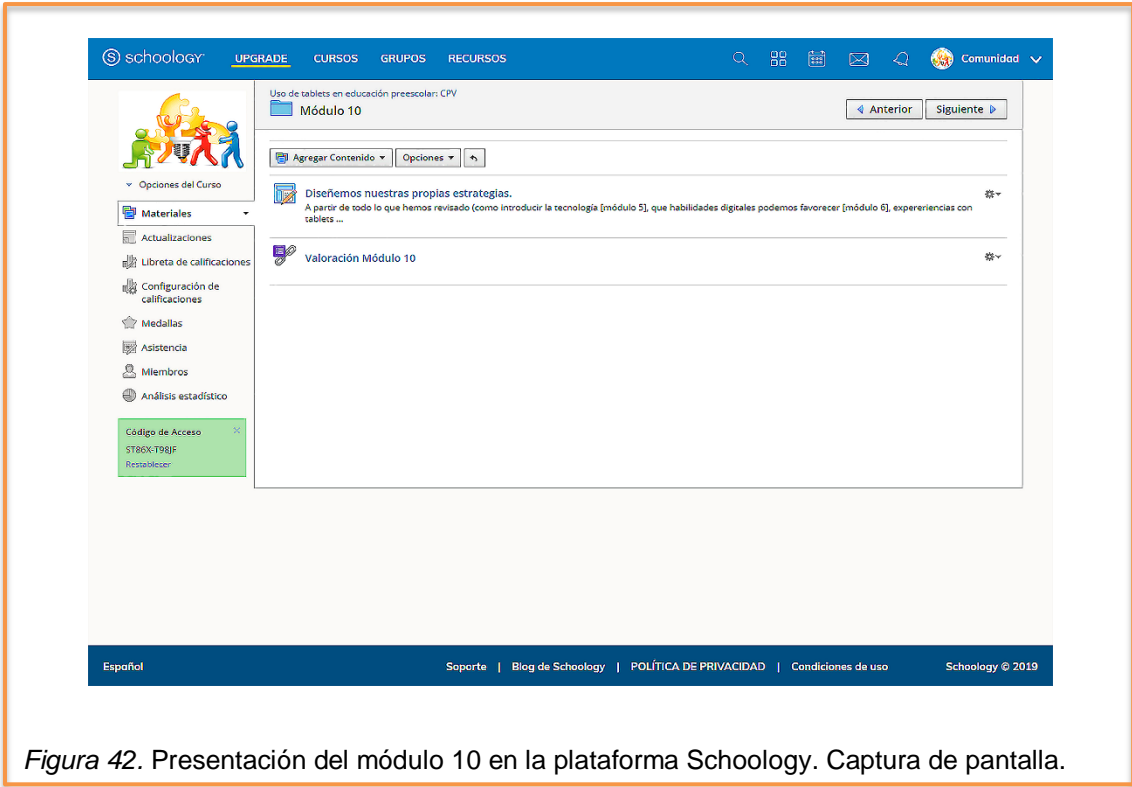 schoology UPGRADE CURSOS GRUPOS RECURSOS Comunidad
Uso de tablets en educación preescolar: CPV
Módulo 10
Anterior Siguiente
Agregar Contenido Opciones
Opciones del Curso
Materiales
Actualizaciones
Libreta de calificaciones
Configuración de
calificaciones
Medallas
Asistencia
Miembros
Análisis estadístico
Código de Acceso
ST86X-T98JF
Restablecer
Diseñemos nuestras propias estrategias.
A partir de todo lo que hemos revisado (como introducir la tecnología [módulo 5], que habilidades digitales podemos favorecer [módulo 6], expereriencias con
tablets ...
Valoración Módulo 10
Español Soporte | Blog de Schoology | POLÍTICA DE PRIVACIDAD | Condiciones de uso Schoology © 2019
Figura 42. Presentación del módulo 10 en la plataforma Schoology. Captura de pantalla.